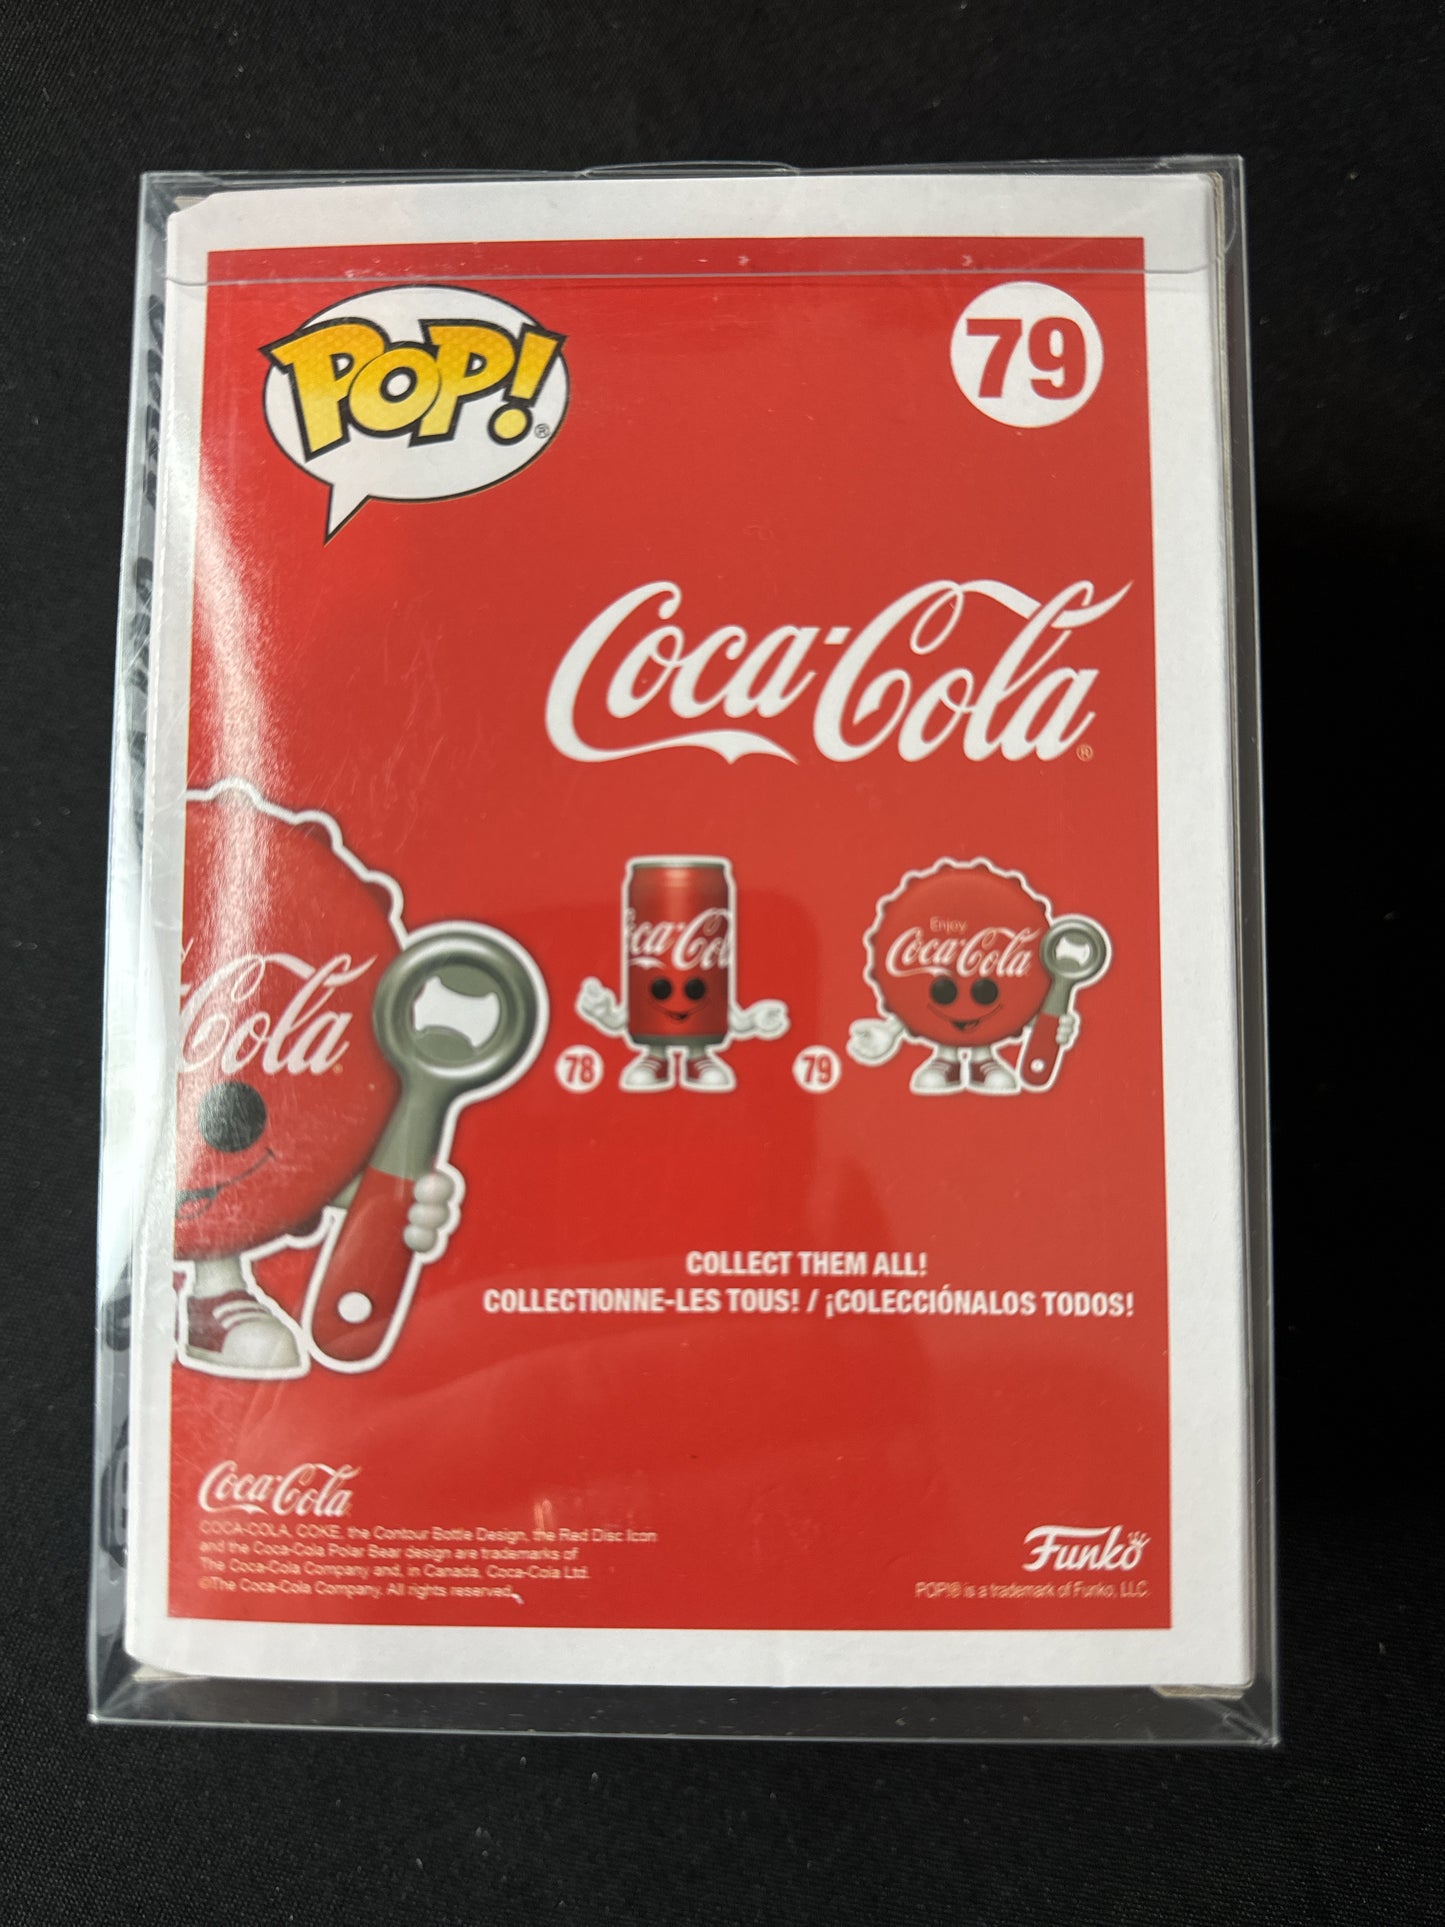 POP!®
79
Coca-Cola®
Cola
oca-Col
78
79
Enjoy
Coca-Cola
COLLECT THEM ALL!
COLLECTIONNE-LES TOUS! / ¡COLECCIÓNALOS TODOS!
Coca-Cola
COCA-COLA, COKE, the Contour Bottle Design, the Red Disc Icon
and the Coca-Cola Polar Bear design are trademarks of
The Coca-Cola Company and, in Canada, Coca-Cola Ltd.
©The Coca-Cola Company. All rights reserved.
Funko
POP!® is a trademark of Funko, LLC.